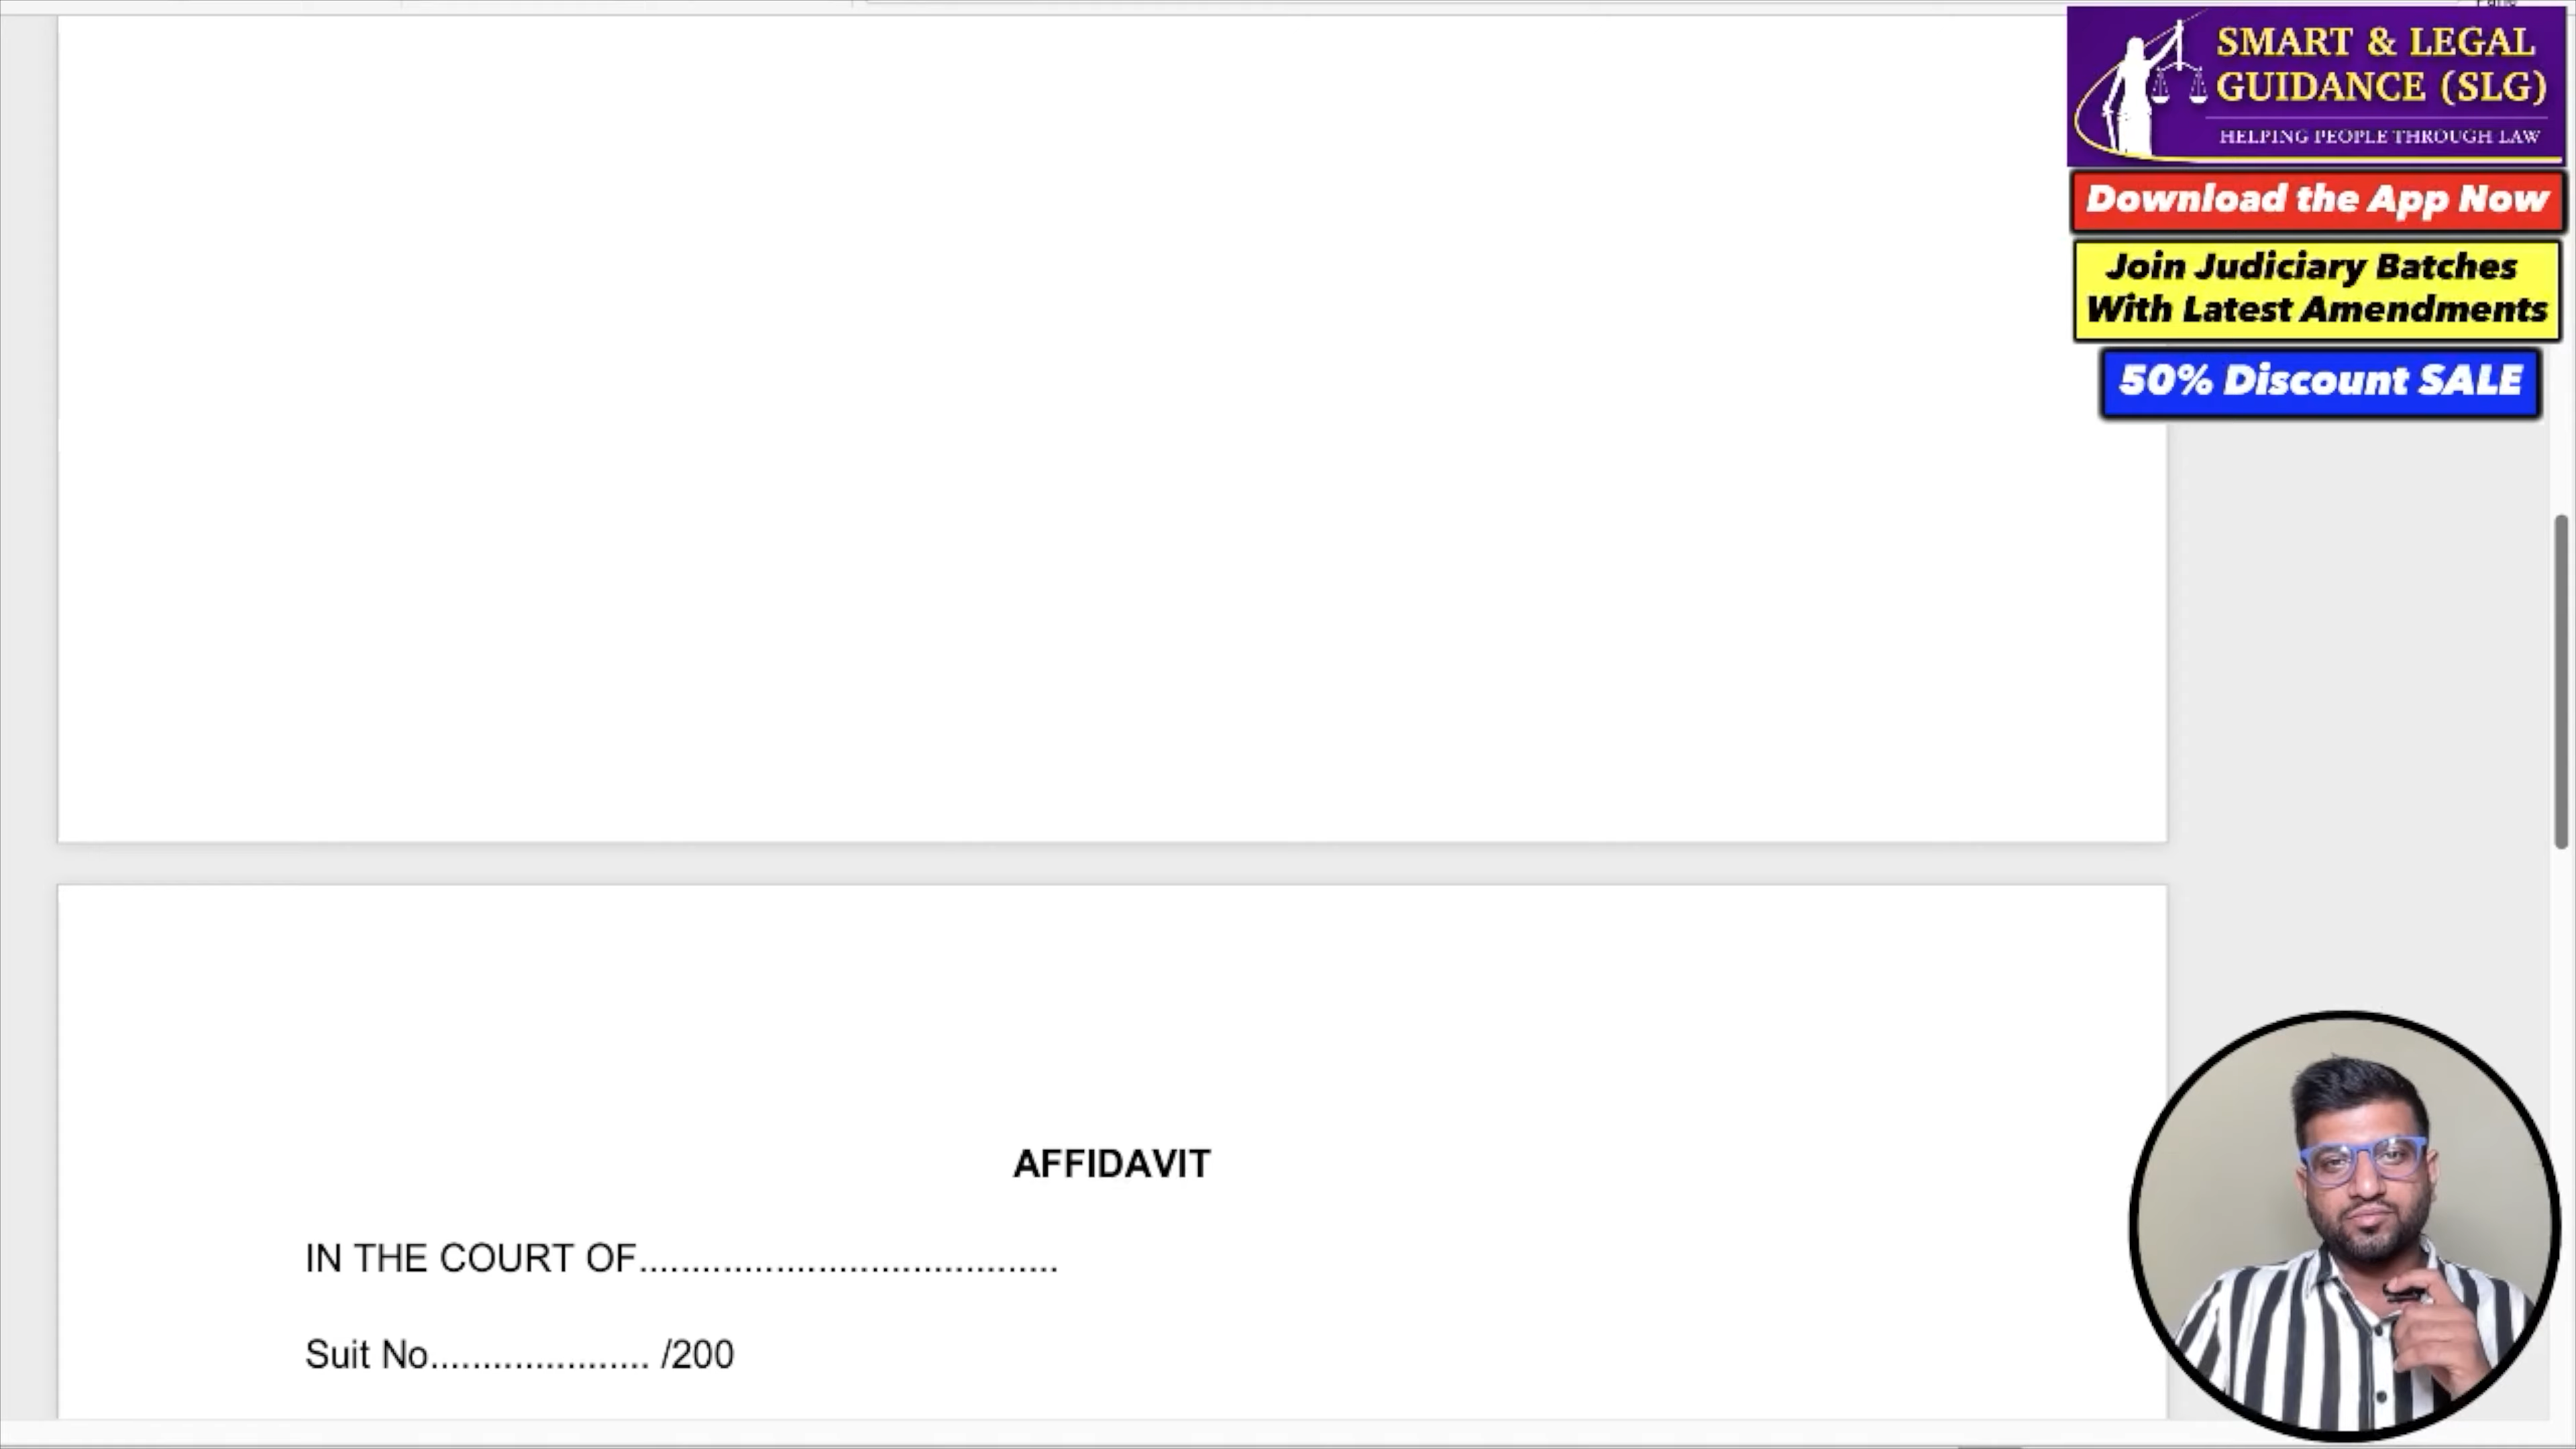 SMART & LEGAL
GUIDANCE (SLG)
HELPING PEOPLE THROUGH LAW
Download the App Now
Join Judiciary Batches
With Latest Amendments
50% Discount SALE
AFFIDAVIT
IN THE COURT OF........................................
Suit No..................... /200